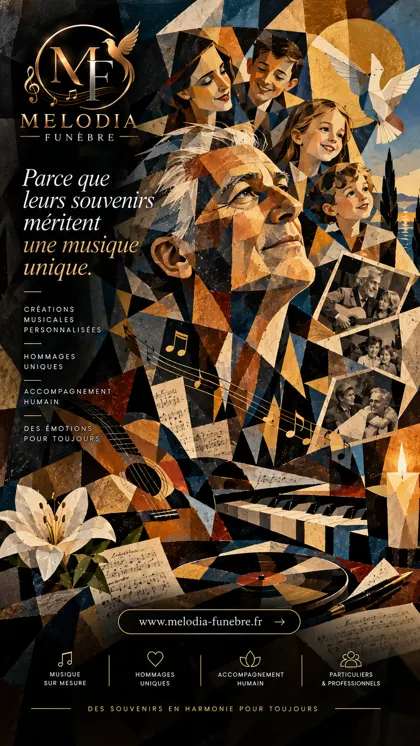 MF
MELODIA
FUNÈBRE
Parce que
leurs souvenirs
méritent
une musique
unique.
CRÉATIONS
MUSICALES
PERSONNALISÉES
HOMMAGES
UNIQUES
ACCOMPAGNEMENT
HUMAIN
DES ÉMOTIONS
POUR TOUJOURS
www.melodia-funebre.fr →
MUSIQUE
SUR MESURE
HOMMAGES
UNIQUES
ACCOMPAGNEMENT
HUMAIN
PARTICULIERS
& PROFESSIONNELS
DES SOUVENIRS EN HARMONIE POUR TOUJOURS